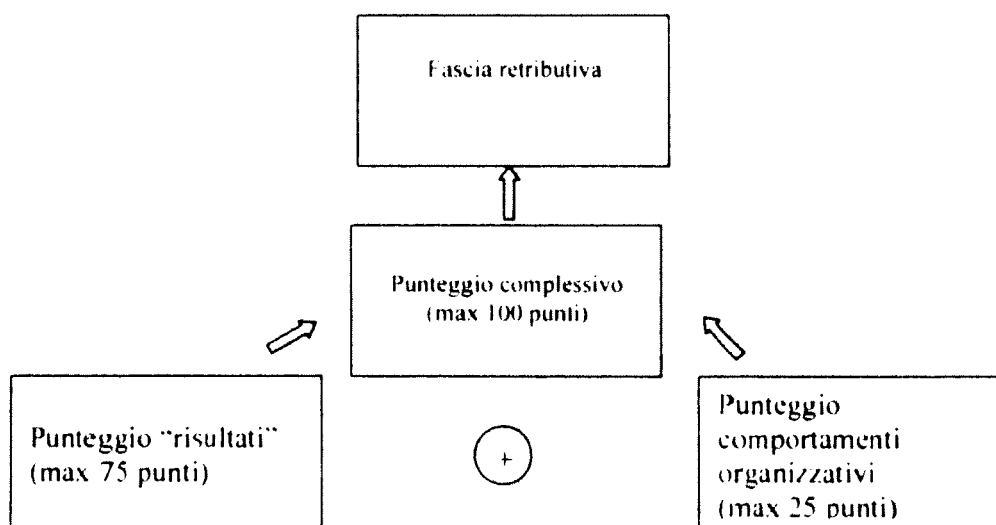 Fascia retributiva
Punteggio complessivo
(max 100 punti)
Punteggio “risultati”
(max 75 punti)
+
Punteggio
comportamenti
organizzativi
(max 25 punti)